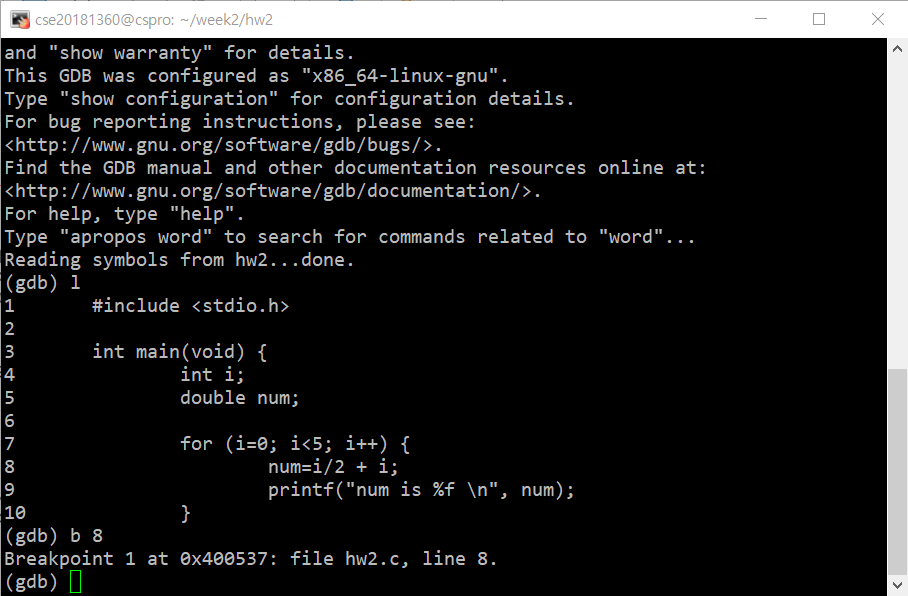 cse20181360@cspro: ~/week2/hw2
and "show warranty" for details.
This GDB was configured as "x86_64-linux-gnu".
Type "show configuration" for configuration details.
For bug reporting instructions, please see:
<http://www.gnu.org/software/gdb/bugs/>.
Find the GDB manual and other documentation resources online at:
<http://www.gnu.org/software/gdb/documentation/>.
For help, type "help".
Type "apropos word" to search for commands related to "word"...
Reading symbols from hw2...done.
(gdb) l
1       #include <stdio.h>
2
3       int main(void) {
4               int i;
5               double num;
6
7               for (i=0; i<5; i++) {
8                       num=i/2 + i;
9                       printf("num is %f \n", num);
10              }
(gdb) b 8
Breakpoint 1 at 0x400537: file hw2.c, line 8.
(gdb)